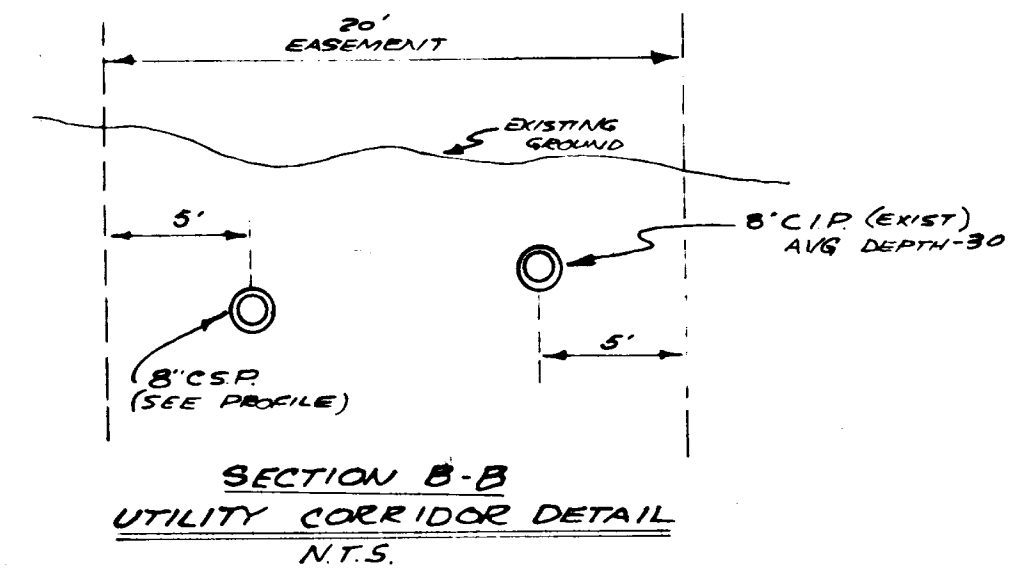 20'
EASEMENT
EXISTING
GROUND
5'
8" C.I.P. (EXIST)
AVG DEPTH-30
5'
8" C.S.P.
(SEE PROFILE)
SECTION B-B
UTILITY CORRIDOR DETAIL
N.T.S.